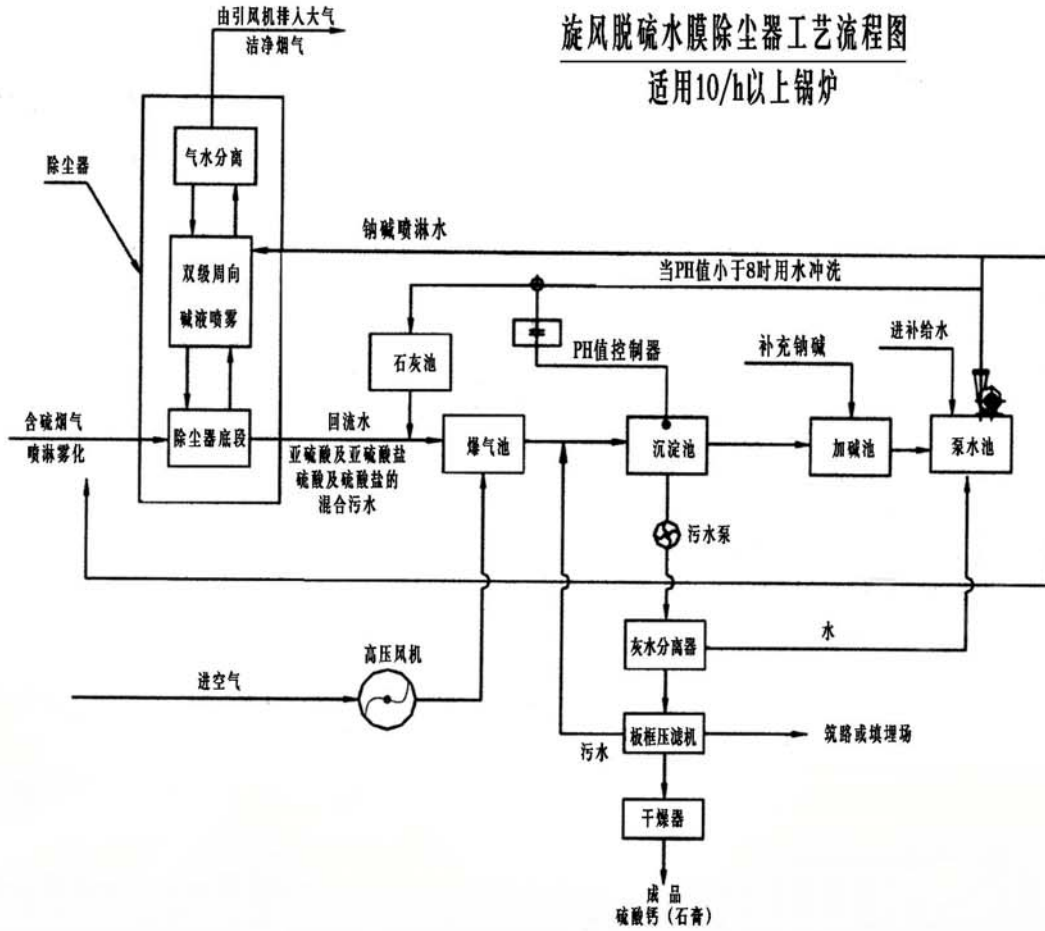 由引风机排入大气
洁净烟气
旋风脱硫水膜除尘器工艺流程图
适用10/h以上锅炉
气水分离
除尘器
钠碱喷淋水
双级周向
碱液喷雾
当PH值小于8时用水冲洗
石灰池
PH值控制器
补充钠碱
进补给水
含硫烟气
喷淋雾化
除尘器底段
回流水
亚硫酸及亚硫酸盐
硫酸及硫酸盐的
混合污水
爆气池
沉淀池
加碱池
泵水池
污水泵
灰水分离器
水
高压风机
进空气
板框压滤机
污水
筑路或填埋场
干燥器
成品
硫酸钙（石膏）